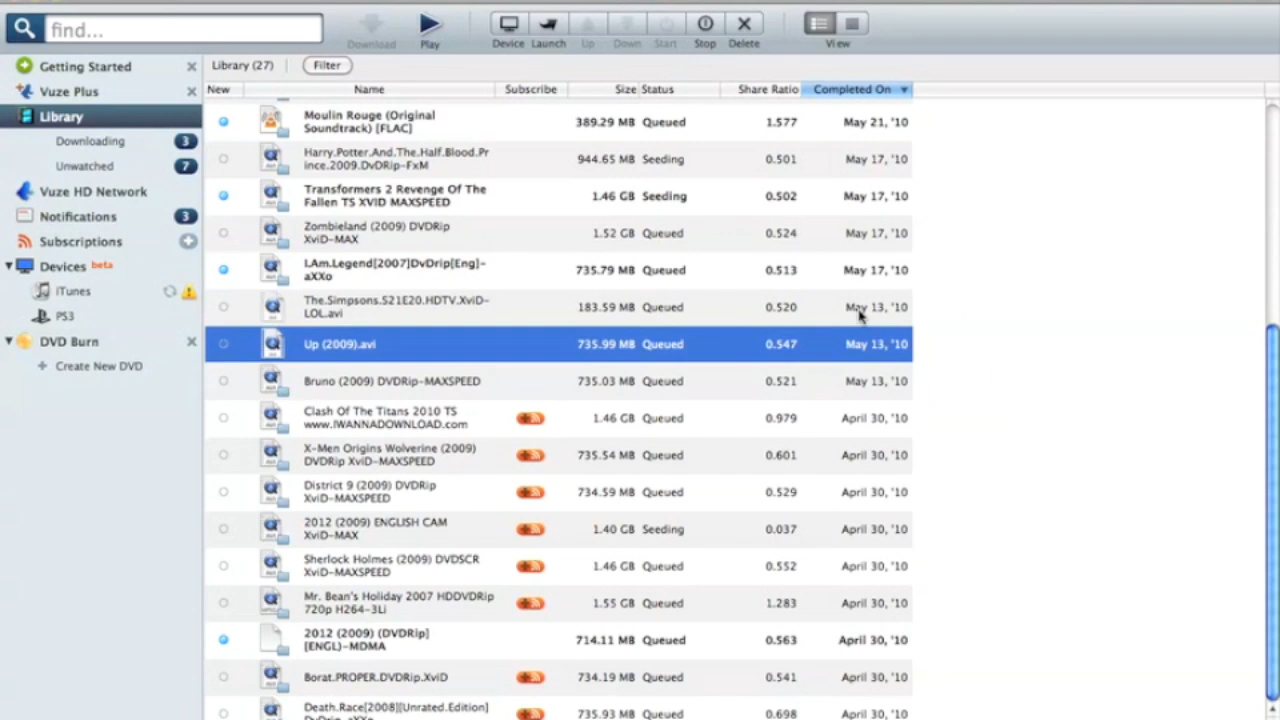 find...
Download
Play
Device Launch Up Down Start Stop Delete
View
Getting Started
Vuze Plus
Library
Downloading 3
Unwatched 7
Vuze HD Network
Notifications 3
Subscriptions
Devices beta
iTunes
PS3
DVD Burn
Create New DVD
Library (27) Filter
New Name Subscribe Size Status Share Ratio Completed On
Moulin Rouge (Original
Soundtrack) [FLAC] 389.29 MB Queued 1.577 May 21, '10
Harry.Potter.And.The.Half.Blood.Pr
ince.2009.DvDRip-FxM 944.65 MB Seeding 0.501 May 17, '10
Transformers 2 Revenge Of The
Fallen TS XVID MAXSPEED 1.46 GB Seeding 0.502 May 17, '10
Zombieland (2009) DVDRip
XviD-MAX 1.52 GB Queued 0.524 May 17, '10
I.Am.Legend[2007]DvDrip[Eng]-
aXXo 735.79 MB Queued 0.513 May 17, '10
The.Simpsons.S21E20.HDTV.XviD-
LOL.avi 183.59 MB Queued 0.520 May 13, '10
Up (2009).avi 735.99 MB Queued 0.547 May 13, '10
Bruno (2009) DVDRip-MAXSPEED 735.03 MB Queued 0.521 May 13, '10
Clash Of The Titans 2010 TS
www.IWANNADOWNLOAD.com 1.46 GB Queued 0.979 April 30, '10
X-Men Origins Wolverine (2009)
DVDRip XviD-MAXSPEED 735.54 MB Queued 0.601 April 30, '10
District 9 (2009) DVDRip
XviD-MAXSPEED 734.59 MB Queued 0.529 April 30, '10
2012 (2009) ENGLISH CAM
XviD-MAX 1.40 GB Seeding 0.037 April 30, '10
Sherlock Holmes (2009) DVDSCR
XviD-MAXSPEED 1.46 GB Queued 0.552 April 30, '10
Mr. Bean's Holiday 2007 HDDVDRip
720p H264-3Li 1.55 GB Queued 1.283 April 30, '10
2012 (2009) (DVDRip]
[ENGL)-MDMA 714.11 MB Queued 0.563 April 30, '10
Borat.PROPER.DVDRip.XviD 734.19 MB Queued 0.541 April 30, '10
Death.Race[2008][Unrated.Edition]
DvDrip-aXXo 735.93 MB Queued 0.698 April 30, '10